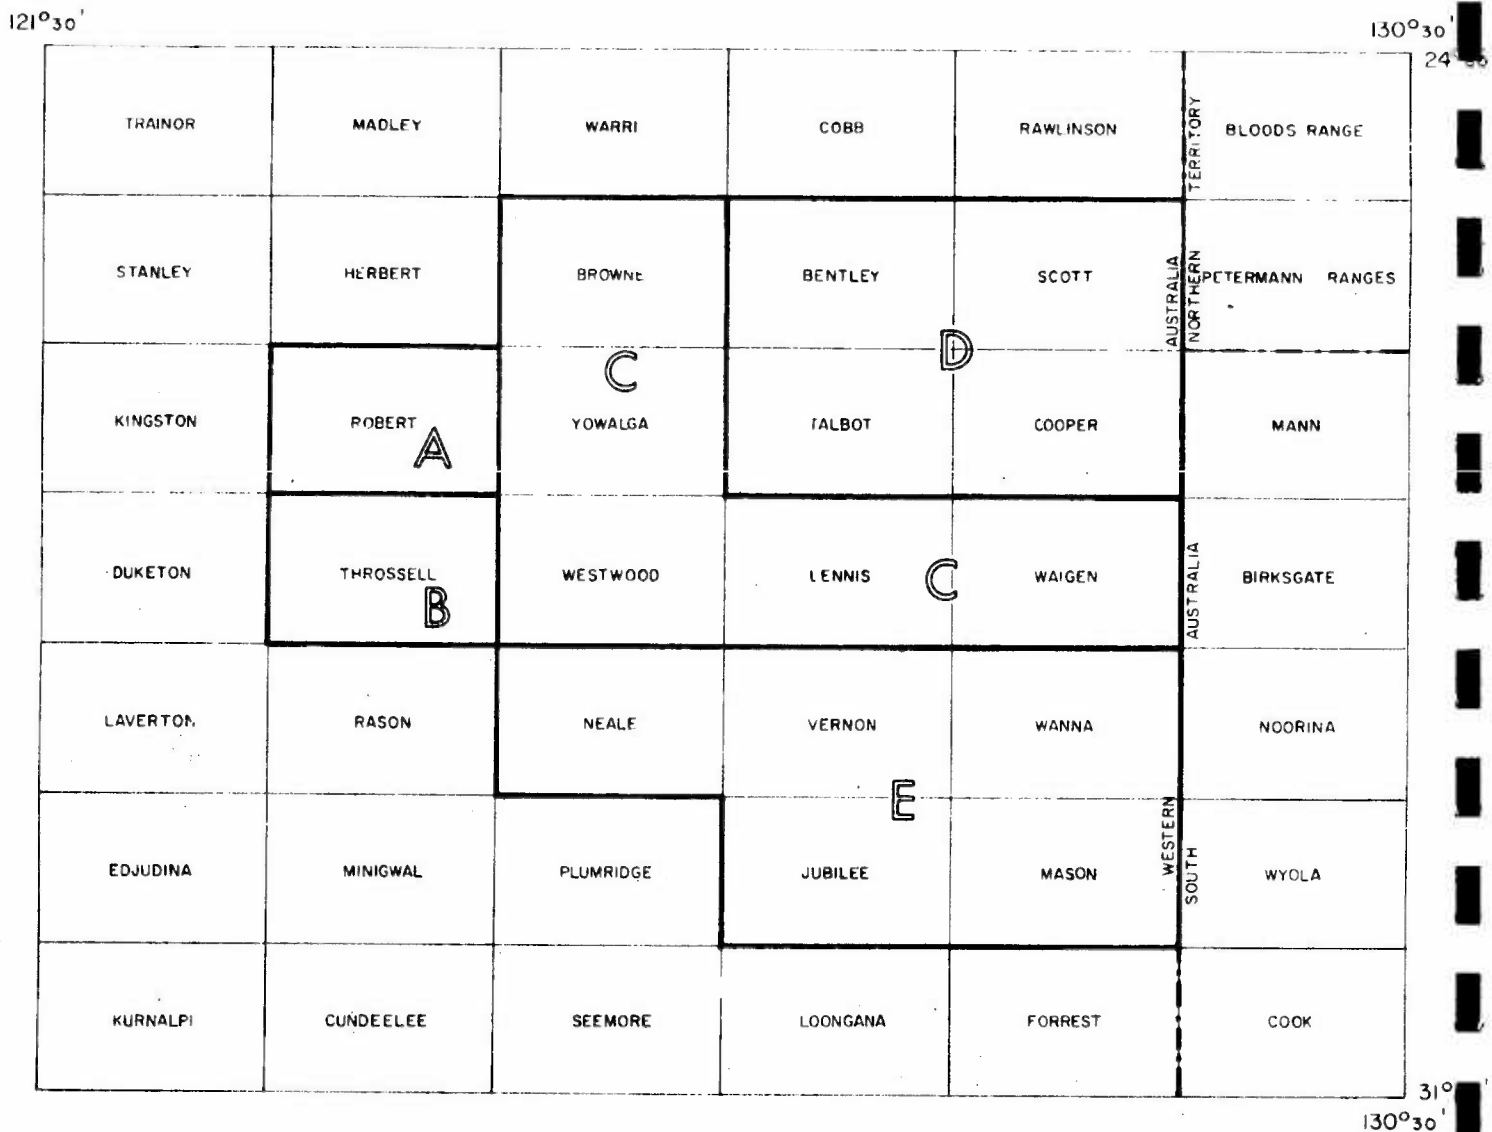 121°30'
130°30'
24°
TRAINOR MADLEY WARRI COBB RAWLINSON BLOODS RANGE
TERRITORY
STANLEY HERBERT BROWNE BENTLEY SCOTT PETERMANN RANGES
AUSTRALIA
NORTHERN
C
D
KINGSTON ROBERT YOWALGA TALBOT COOPER MANN
A
DUKETON THROSSELL WESTWOOD LENNIS WAIGEN BIRKSGATE
B
C
AUSTRALIA
LAVERTON RASON NEALE VERNON WANNA NOORINA
E
WESTERN
SOUTH
EDJUDINA MINIGWAL PLUMRIDGE JUBILEE MASON WYOLA
KURNALPI CUNDEELEE SEEMORE LOONGANA FORREST COOK
31°
130°30'